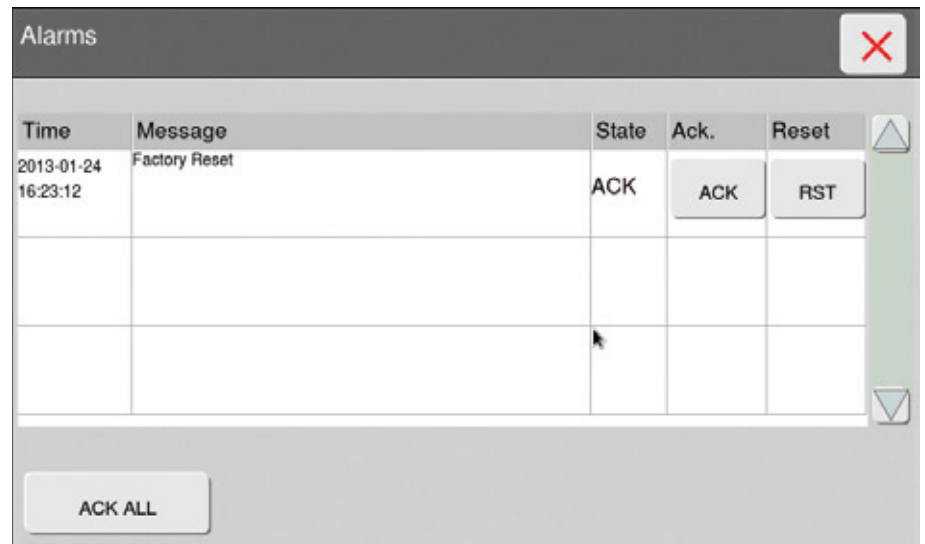 Alarms
Time Message State Ack. Reset
2013-01-24 Factory Reset
16:23:12 ACK ACK RST
ACK ALL